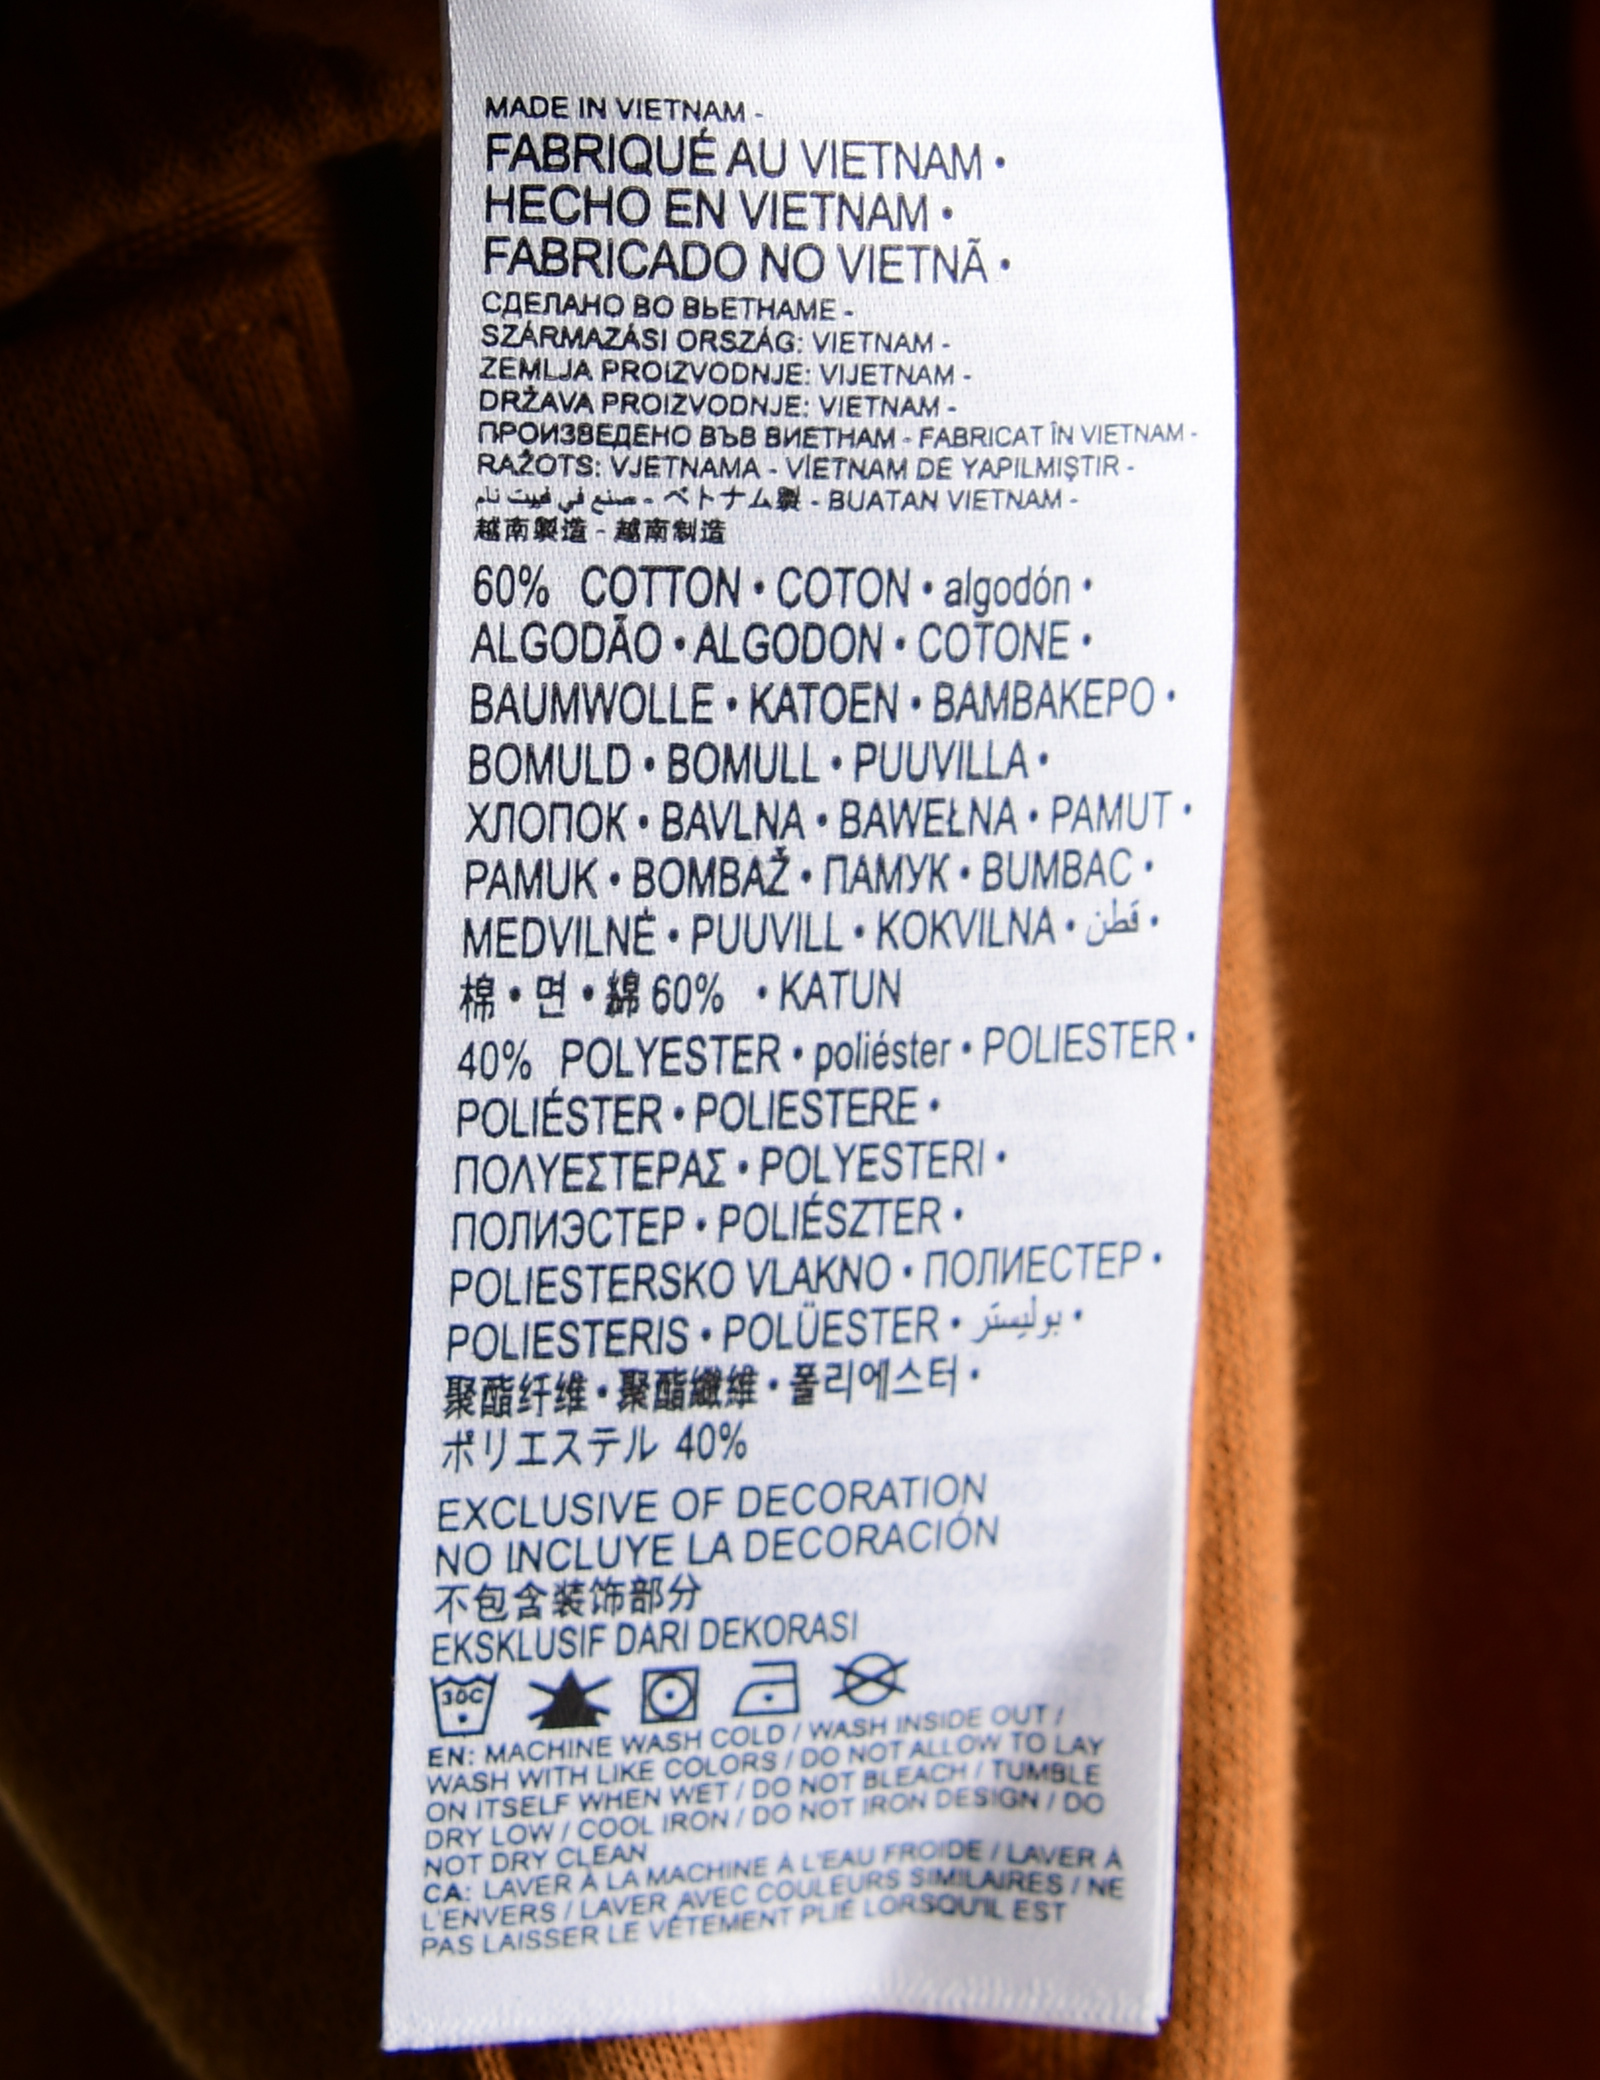 MADE IN VIETNAM -
FABRIQUÉ AU VIETNAM •
HECHO EN VIETNAM •
FABRICADO NO VIETNÃ •
СДЕЛАНО ВО ВЬЕТНАМЕ -
SZÁRMAZÁSI ORSZÁG: VIETNAM -
ZEMLJA PROIZVODNJE: VIJETNAM -
DRŽAVA PROIZVODNJE: VIETNAM -
ПРОИЗВЕДЕНО ВЪВ ВИЕТНАМ - FABRICAT ÎN VIETNAM -
RAŽOTS: VJETNAMA - VİETNAM DE YAPILMIŞTIR -
صنع في فييت نام - ベトナム製 - BUATAN VIETNAM -
越南製造 - 越南制造
60% COTTON • COTON • algodón •
ALGODÃO • ALGODON • COTONE •
BAUMWOLLE • KATOEN • ΒΑΜΒΑΚΕΡΟ •
BOMULD • BOMULL • PUUVILLA •
ХЛОПОК • BAVLNA • BAWEŁNA • PAMUT •
PAMUK • BOMBAŽ • ПАМУК • BUMBAC •
MEDVILNĖ • PUUVILL • KOKVILNA • قطن •
棉 • 면 • 綿 60% • KATUN
40% POLYESTER • poliéster • POLIESTER •
POLIÉSTER • POLIESTERE •
ΠΟΛΥΕΣΤΕΡΑΣ • POLYESTERI •
ПОЛИЭСТЕР • POLIÉSZTER •
POLIESTERSKO VLAKNO • ПОЛИЕСТЕР •
POLIESTERIS • POLÜESTER • بوليستر •
聚酯纤维 • 聚酯纖維 • 폴리에스터 •
ポリエステル 40%
EXCLUSIVE OF DECORATION
NO INCLUYE LA DECORACIÓN
不包含装饰部分
EKSKLUSIF DARI DEKORASI
30C
EN: MACHINE WASH COLD / WASH INSIDE OUT /
WASH WITH LIKE COLORS / DO NOT ALLOW TO LAY
ON ITSELF WHEN WET / DO NOT BLEACH / TUMBLE
DRY LOW / COOL IRON / DO NOT IRON DESIGN / DO
NOT DRY CLEAN
CA: LAVER À LA MACHINE À L'EAU FROIDE / LAVER À
L'ENVERS / LAVER AVEC COULEURS SIMILAIRES / NE
PAS LAISSER LE VÊTEMENT PLIÉ LORSQU'IL EST